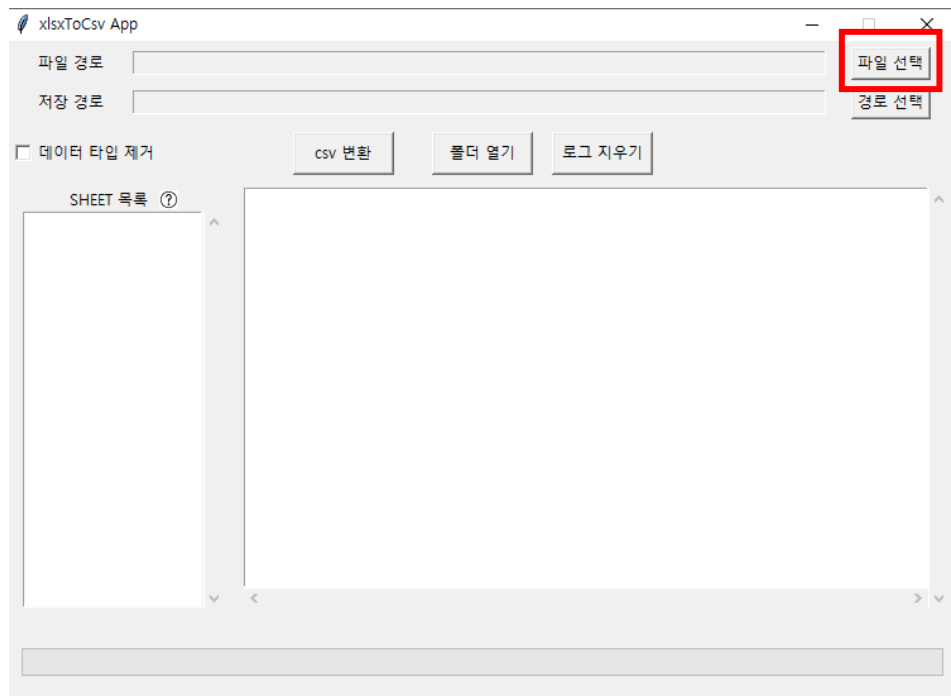 xlsxToCsv App
파일 경로
파일 선택
저장 경로
경로 선택
데이터 타입 제거
csv 변환
폴더 열기
로그 지우기
SHEET 목록 ?